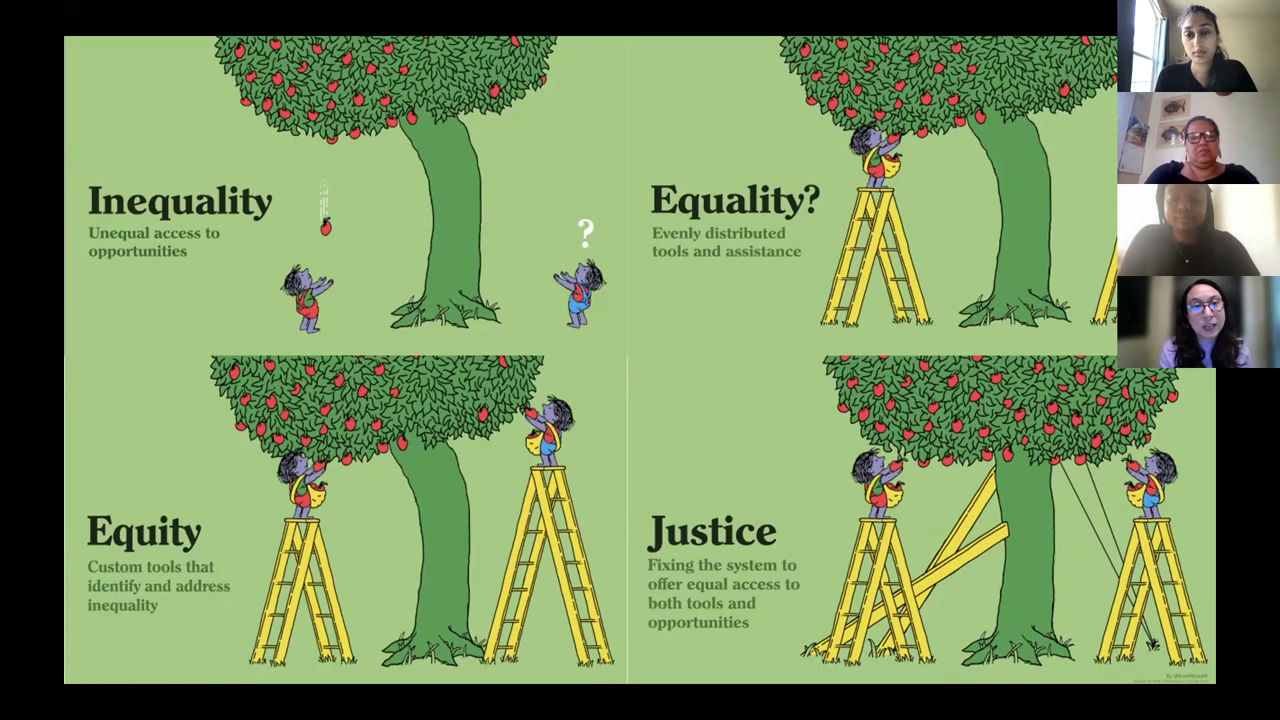 Inequality
Unequal access to
opportunities
?
Equality?
Evenly distributed
tools and assistance
Equity
Custom tools that
identify and address
inequality
Justice
Fixing the system to
offer equal access to
both tools and
opportunities